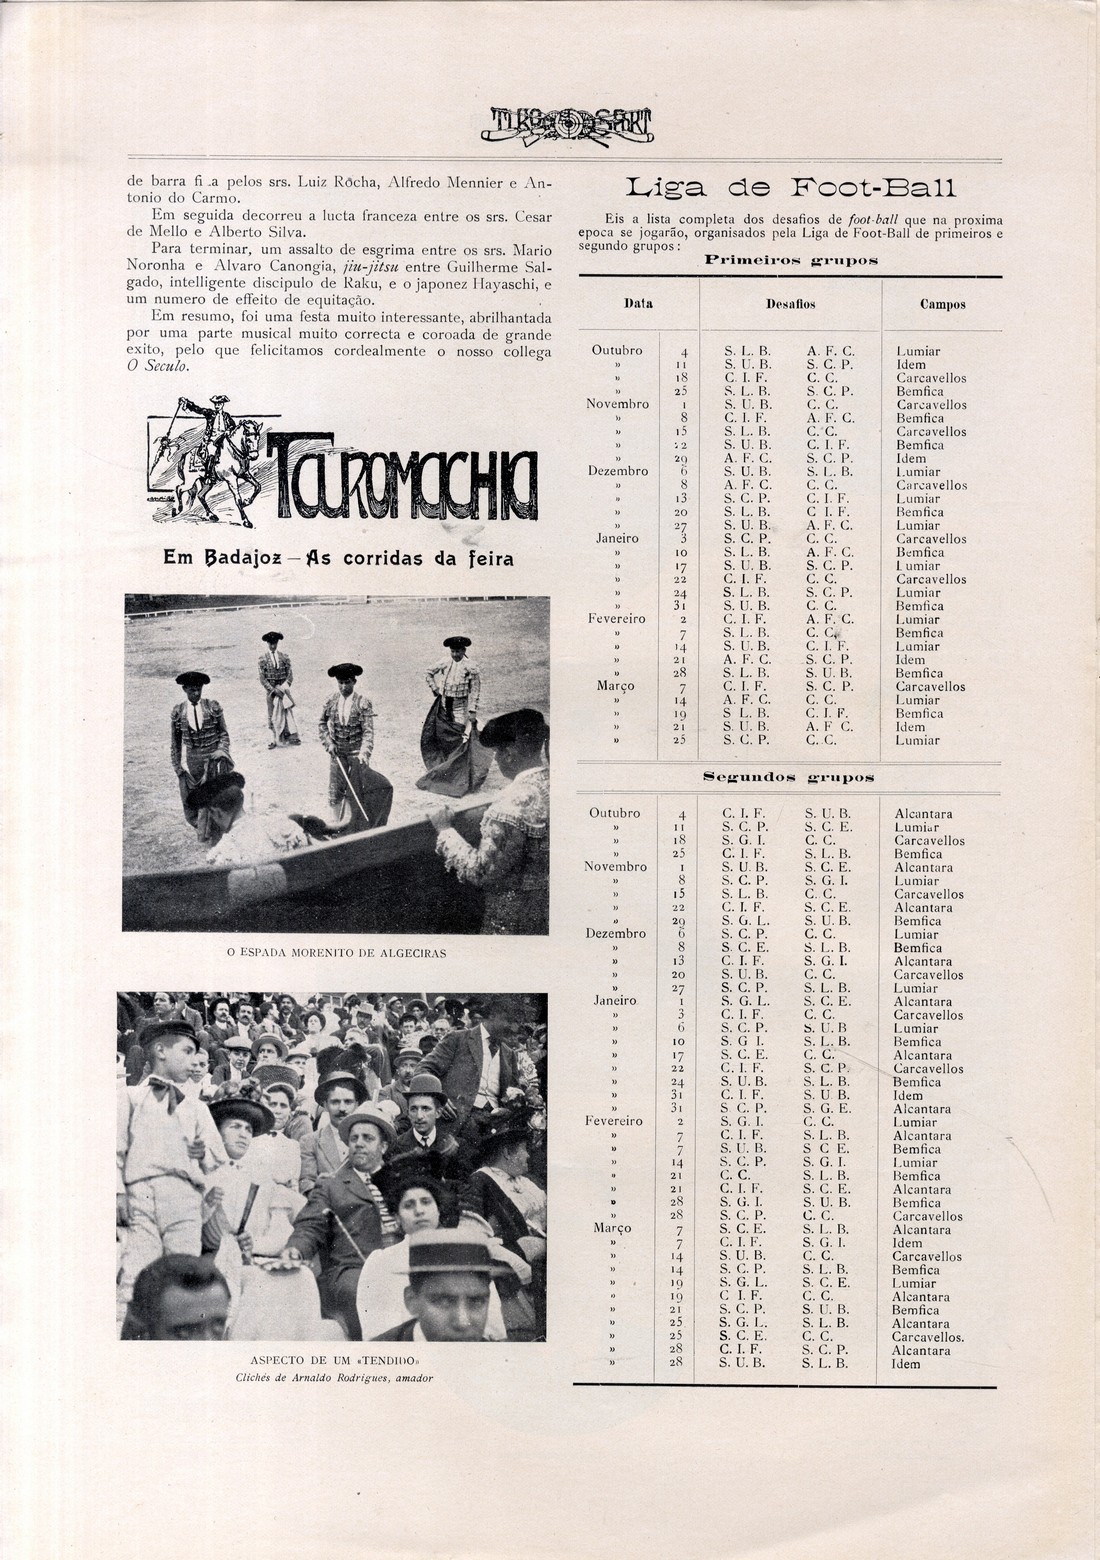 TIRO SPORT
de barra fi a pelos srs. Luiz Rocha, Alfredo Mennier e An-
tonio do Carmo.
Em seguida decorreu a lucta franceza entre os srs. Cesar
de Mello e Alberto Silva.
Para terminar, um assalto de esgrima entre os srs. Mario
Noronha e Alvaro Canongia, jiu-jitsu entre Guilherme Sal-
gado, intelligente discipulo de Raku, e o japonez Hayaschi, e
um numero de effeito de equitação.
Em resumo, foi uma festa muito interessante, abrilhantada
por uma parte musical muito correcta e coroada de grande
exito, pelo que felicitamos cordealmente o nosso collega
O Seculo.
TAUROMACHIA
Em Badajoz — As corridas da feira
O ESPADA MORENITO DE ALGECIRAS
ASPECTO DE UM «TENDIDO»
Clichés de Arnaldo Rodrigues, amador
Liga de Foot-Ball
Eis a lista completa dos desafios de foot-ball que na proxima
epoca se jogarão, organisados pela Liga de Foot-Ball de primeiros e
segundo grupos:
Primeiros grupos
Data Desafios Campos
Outubro 4 S. L. B. A. F. C. Lumiar
» 11 S. U. B. S. C. P. Idem
» 18 C. I. F. C. C. Carcavellos
» 25 S. L. B. S. C. P. Bemfica
Novembro 1 S. U. B. C. C. Carcavellos
» 8 C. I. F. A. F. C. Bemfica
» 15 S. L. B. C. C. Carcavellos
» 22 S. U. B. C. I. F. Bemfica
» 29 A. F. C. S. C. P. Idem
Dezembro 6 S. U. B. S. L. B. Lumiar
» 8 A. F. C. C. C. Carcavellos
» 13 S. C. P. C. I. F. Lumiar
» 20 S. L. B. C I. F. Bemfica
» 27 S. U. B. A. F. C. Lumiar
Janeiro 3 S. C. P. C. C. Carcavellos
» 10 S. L. B. A. F. C. Bemfica
» 17 S. U. B. S. C. P. Lumiar
» 22 C. I. F. C. C. Carcavellos
» 24 S. L. B. S. C. P. Lumiar
» 31 S. U. B. C. C. Bemfica
Fevereiro 2 C. I. F. A. F. C. Lumiar
» 7 S. L. B. C. C. Bemfica
» 14 S. U. B. C. I. F. Lumiar
» 21 A. F. C. S. C. P. Idem
» 28 S. L. B. S. U. B. Bemfica
Março 7 C. I. F. S. C. P. Carcavellos
» 14 A. F. C. C. C. Lumiar
» 19 S L. B. C. I. F. Bemfica
» 21 S. U. B. A. F C. Idem
» 25 S. C. P. C. C. Lumiar
Segundos grupos
Outubro 4 C. I. F. S. U. B. Alcantara
» 11 S. C. P. S. C. E. Lumiar
» 18 S. G. I. C. C. Carcavellos
» 25 C. I. F. S. L. B. Bemfica
Novembro 1 S. U. B. S. C. E. Alcantara
» 8 S. C. P. S. G. I. Lumiar
» 15 S. L. B. C. C. Carcavellos
» 22 C. I. F. S. C. E. Alcantara
» 29 S. G. L. S. U. B. Bemfica
Dezembro 6 S. C. P. C. C. Lumiar
» 8 S. C. E. S. L. B. Bemfica
» 13 C. I. F. S. G. I. Alcantara
» 20 S. U. B. C. C. Carcavellos
» 27 S. C. P. S. L. B. Lumiar
Janeiro 1 S. G. L. S. C. E. Alcantara
» 3 C. I. F. C. C. Carcavellos
» 6 S. C. P. S. U. B Lumiar
» 10 S. G I. S. L. B. Bemfica
» 17 S. C. E. C. C. Alcantara
» 22 C. I. F. S. C. P. Carcavellos
» 24 S. U. B. S. L. B. Bemfica
» 31 C. I. F. S. U. B. Idem
» 31 S. C. P. S. G. E. Alcantara
Fevereiro 2 S. G. I. C. C. Lumiar
» 7 C. I. F. S. L. B. Alcantara
» 7 S. U. B. S C E. Bemfica
» 14 S. C. P. S. G. I. Lumiar
» 21 C. C. S. L. B. Bemfica
» 21 C. I. F. S. C. E. Alcantara
» 28 S. G. I. S. U. B. Bemfica
» 28 S. C. P. C. C. Carcavellos
Março 7 S. C. E. S. L. B. Alcantara
» 7 C. I. F. S. G. I. Idem
» 14 S. U. B. C. C. Carcavellos
» 14 S. C. P. S. L. B. Bemfica
» 19 S. G. L. S. C. E. Lumiar
» 19 C I. F. C. C. Alcantara
» 21 S. C. P. S. U. B. Bemfica
» 25 S. G. L. S. L. B. Alcantara
» 25 S. C. E. C. C. Carcavellos.
» 28 C. I. F. S. C. P. Alcantara
» 28 S. U. B. S. L. B. Idem